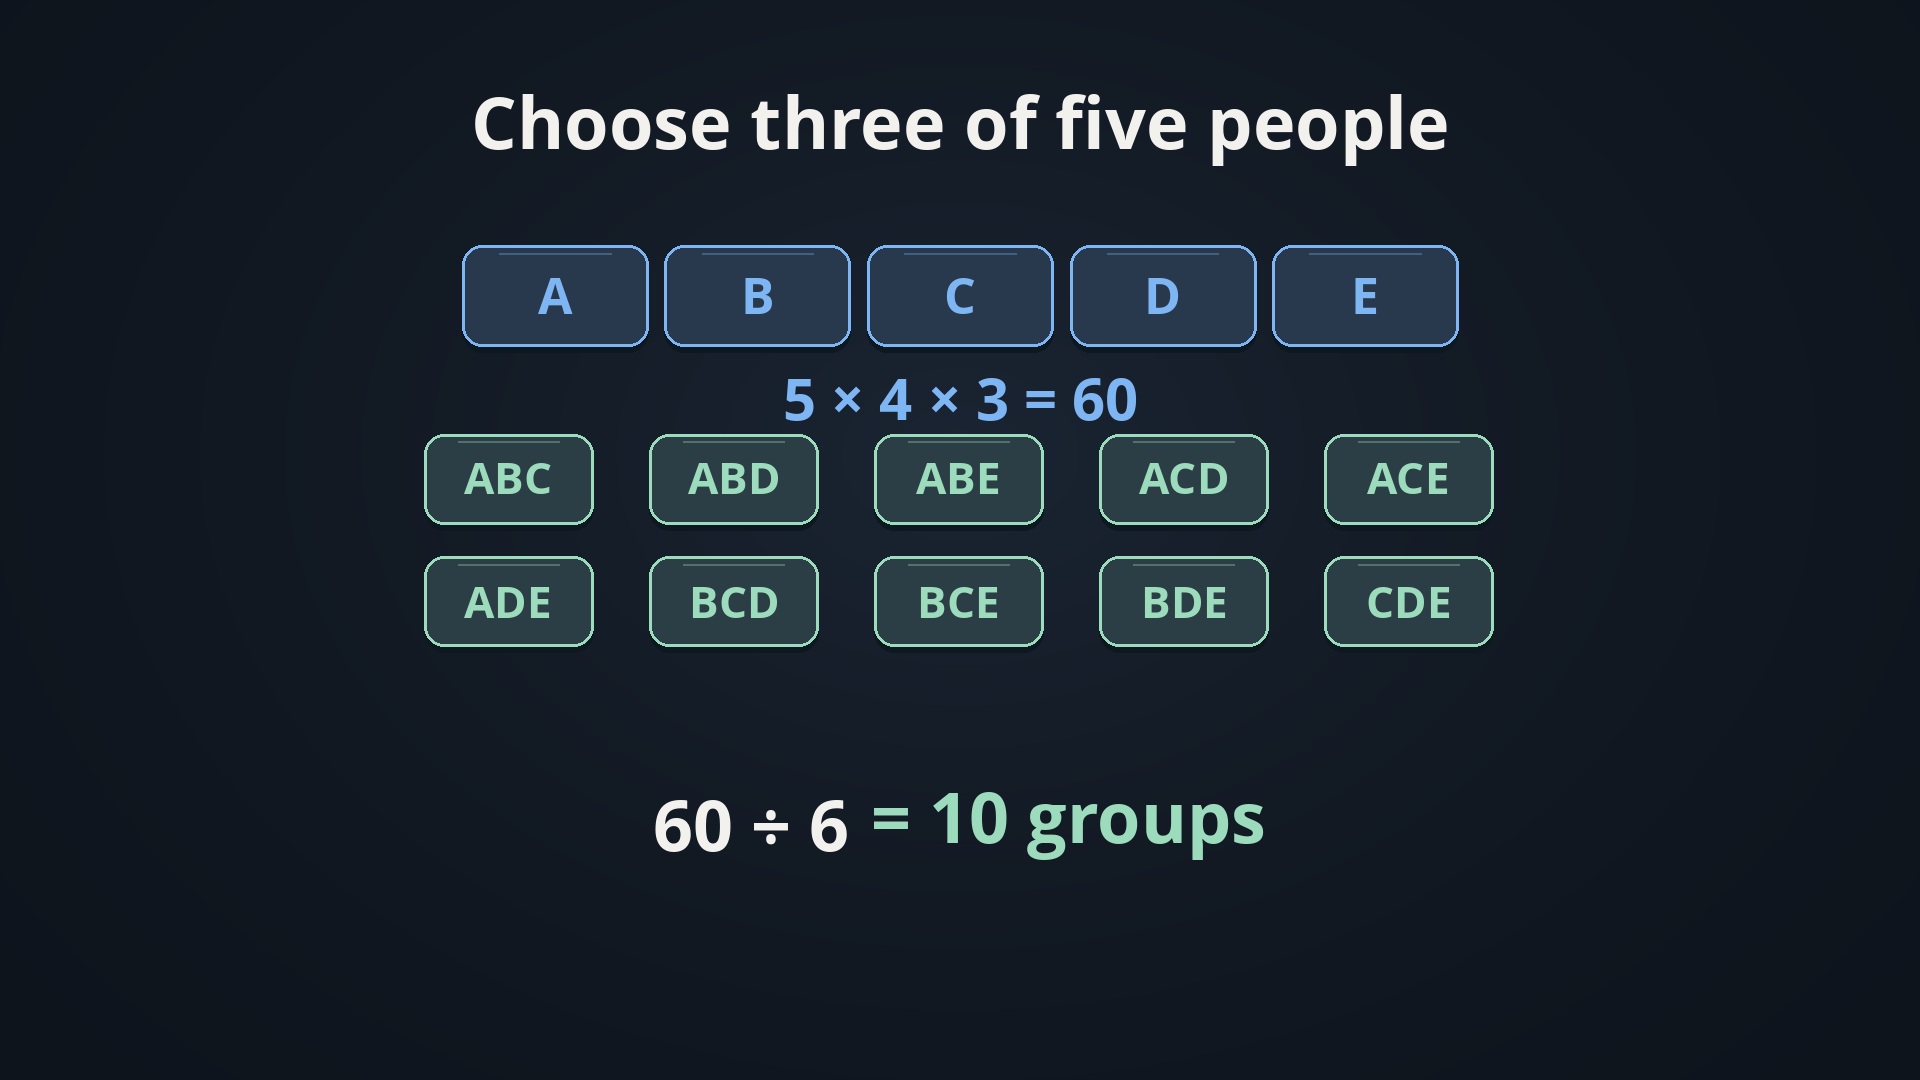 Choose three of five people
A B C D E
5 × 4 × 3 = 60
ABC ABD ABE ACD ACE
ADE BCD BCE BDE CDE
60 ÷ 6 = 10 groups